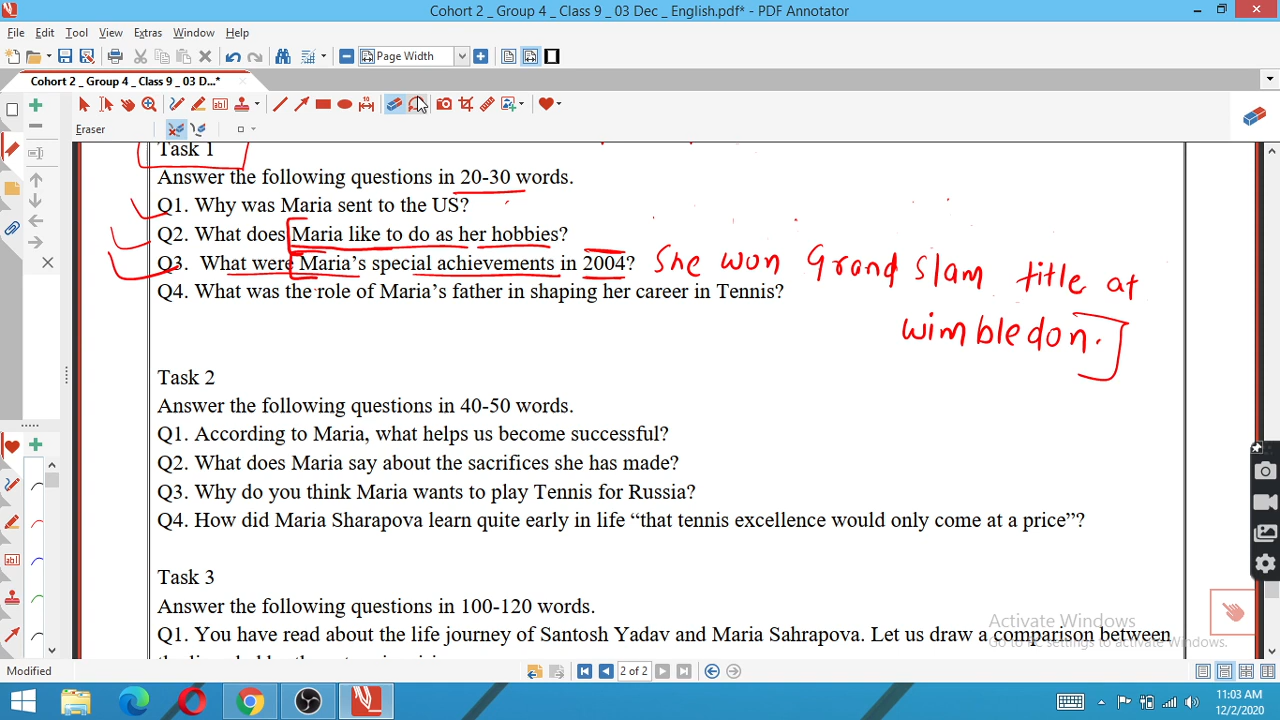 Cohort 2 _ Group 4 _ Class 9 _ 03 Dec _ English.pdf* - PDF Annotator
File Edit Tool View Extras Window Help
Page Width
Cohort 2 _ Group 4 _ Class 9 _ 03 D...*
Eraser
Task 1
Answer the following questions in 20-30 words.
Q1. Why was Maria sent to the US?
Q2. What does Maria like to do as her hobbies?
Q3. What were Maria's special achievements in 2004? She won Grand Slam title at
wimbledon.
Q4. What was the role of Maria's father in shaping her career in Tennis?
Task 2
Answer the following questions in 40-50 words.
Q1. According to Maria, what helps us become successful?
Q2. What does Maria say about the sacrifices she has made?
Q3. Why do you think Maria wants to play Tennis for Russia?
Q4. How did Maria Sharapova learn quite early in life “that tennis excellence would only come at a price”?
Task 3
Answer the following questions in 100-120 words.
Q1. You have read about the life journey of Santosh Yadav and Maria Sahrapova. Let us draw a comparison between
Activate Windows
Go to PC settings to activate Windows.
Modified
2 of 2
11:03 AM
12/2/2020